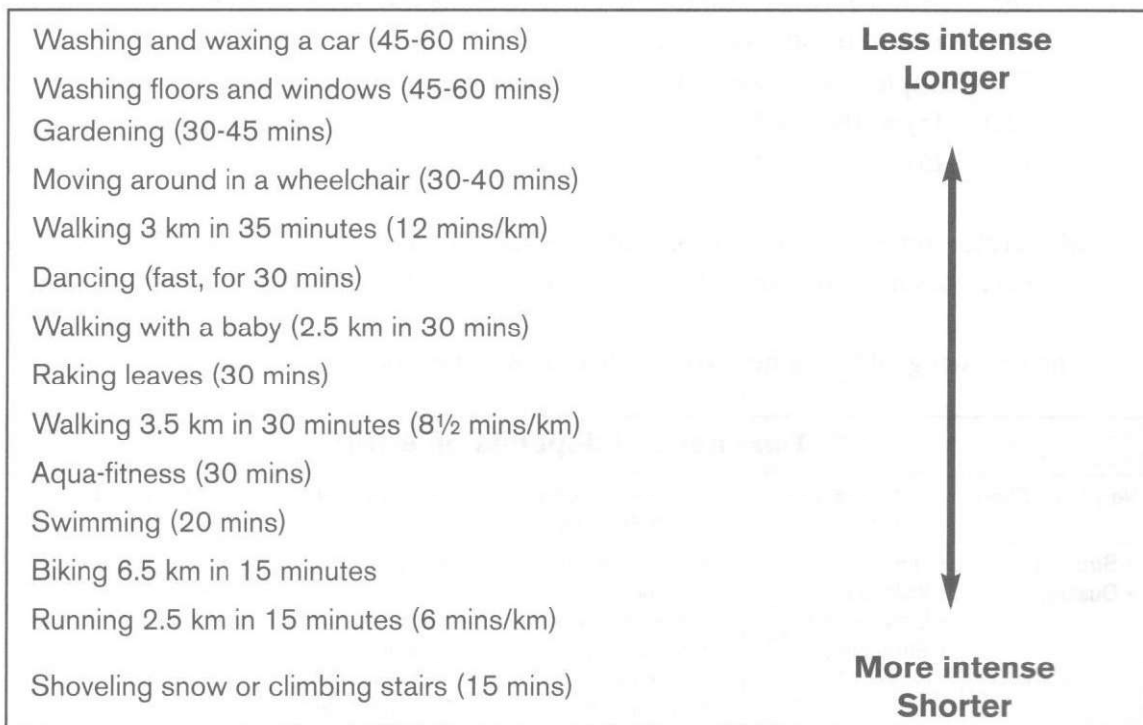 Washing and waxing a car (45-60 mins)
Washing floors and windows (45-60 mins)
Gardening (30-45 mins)
Moving around in a wheelchair (30-40 mins)
Walking 3 km in 35 minutes (12 mins/km)
Dancing (fast, for 30 mins)
Walking with a baby (2.5 km in 30 mins)
Raking leaves (30 mins)
Walking 3.5 km in 30 minutes (8½ mins/km)
Aqua-fitness (30 mins)
Swimming (20 mins)
Biking 6.5 km in 15 minutes
Running 2.5 km in 15 minutes (6 mins/km)
Shoveling snow or climbing stairs (15 mins)
Less intense
Longer
More intense
Shorter